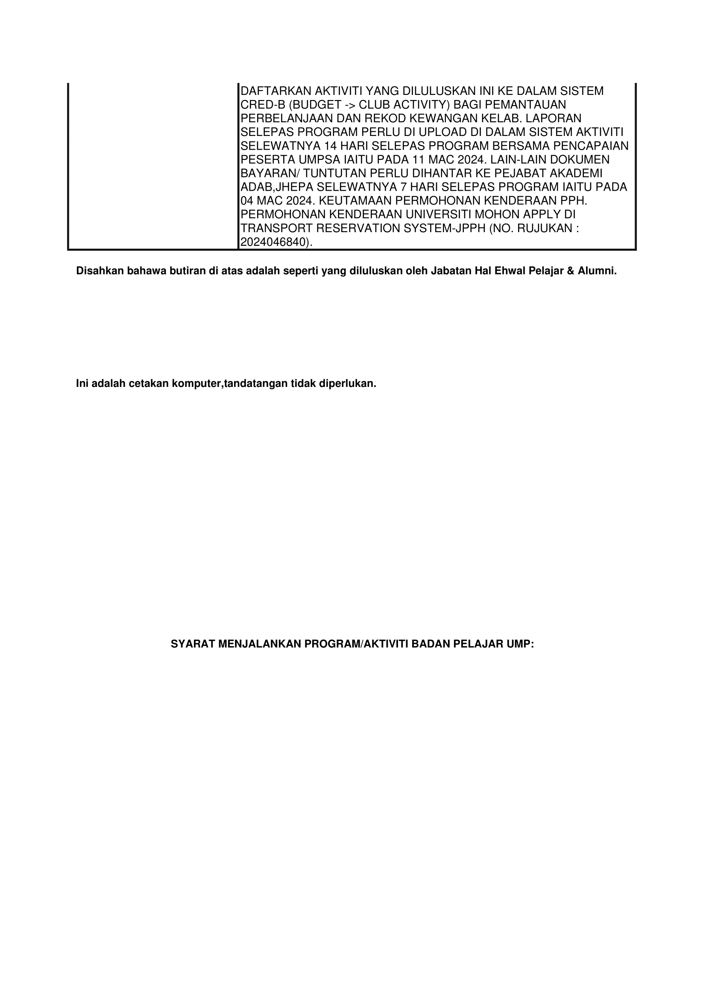 DAFTARKAN AKTIVITI YANG DILULUSKAN INI KE DALAM SISTEM
CRED-B (BUDGET -> CLUB ACTIVITY) BAGI PEMANTAUAN
PERBELANJAAN DAN REKOD KEWANGAN KELAB. LAPORAN
SELEPAS PROGRAM PERLU DI UPLOAD DI DALAM SISTEM AKTIVITI
SELEWATNYA 14 HARI SELEPAS PROGRAM BERSAMA PENCAPAIAN
PESERTA UMPSA IAITU PADA 11 MAC 2024. LAIN-LAIN DOKUMEN
BAYARAN/ TUNTUTAN PERLU DIHANTAR KE PEJABAT AKADEMI
ADAB,JHEPA SELEWATNYA 7 HARI SELEPAS PROGRAM IAITU PADA
04 MAC 2024. KEUTAMAAN PERMOHONAN KENDERAAN PPH.
PERMOHONAN KENDERAAN UNIVERSITI MOHON APPLY DI
TRANSPORT RESERVATION SYSTEM-JPPH (NO. RUJUKAN :
2024046840).
Disahkan bahawa butiran di atas adalah seperti yang diluluskan oleh Jabatan Hal Ehwal Pelajar & Alumni.
Ini adalah cetakan komputer,tandatangan tidak diperlukan.
SYARAT MENJALANKAN PROGRAM/AKTIVITI BADAN PELAJAR UMP: